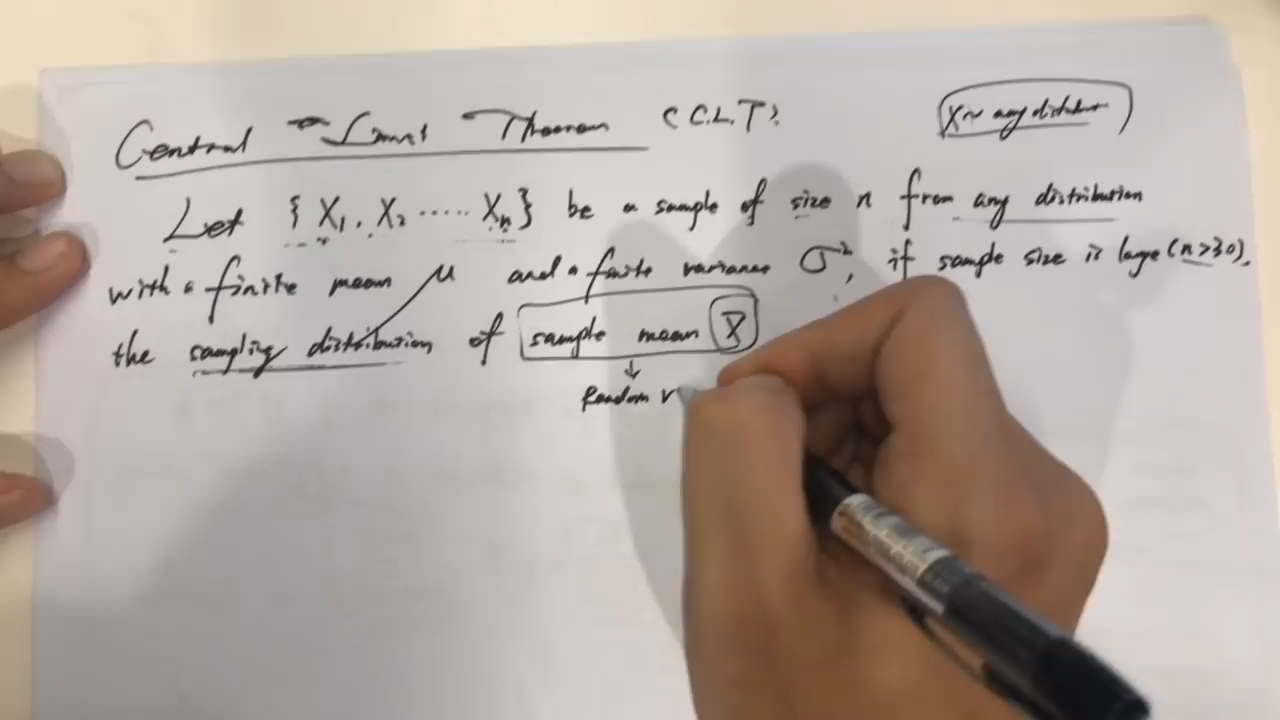 Central Limit Theorem (C.L.T).
X ~ any distribution
Let {X₁, X₂ ..... Xₙ} be a sample of size n from any distribution
with a finite mean μ and a finite variance σ², if sample size is large (n>30),
the sampling distribution of sample mean X̄
↓
Random v